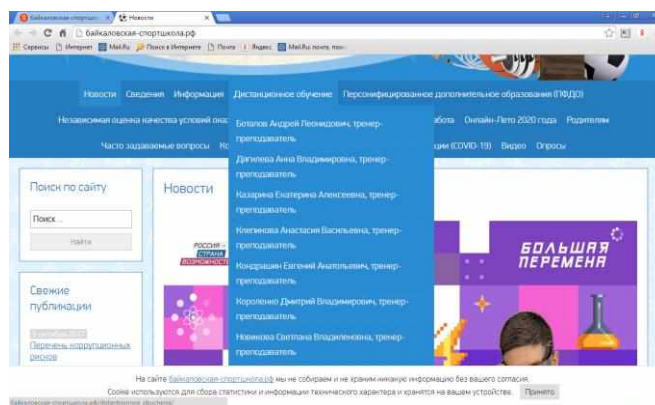 Байкаловская спортшкол
Новости
байкаловская-спортшкола.рф
Сервисы Интернет Mail.Ru Поиск в Интернете Почта Яндекс Mail.Ru: почта, поис
Новости Сведения Информация Дистанционное обучение Персонифицированное дополнительное образования (ПФДО)
Независимая оценка качества условий ока
бота Онлайн-Лето 2020 года Родителям
Часто задаваемые вопросы
ции (COVID-19) Видео Опросы
Ботолов Андрей Леонидович, тренер-
преподаватель
Дягилева Анна Владимировна, тренер-
преподаватель
Казарина Екатерина Алексеевна, тренер-
преподаватель
Клепикова Анастасия Васильевна, тренер-
преподаватель
Кондрашин Евгений Анатольевич, тренер-
преподаватель
Короленко Дмитрий Владимирович, тренер-
преподаватель
Новикова Светлана Владиленовна, тренер-
преподаватель
Поиск по сайту
Поиск …
Найти
Свежие
публикации
Перечень коррупционных
рисков
Новости
РОССИЯ –
СТРАНА
ВОЗМОЖНОСТ
БОЛЬШАЯ
ПЕРЕМЕНА
На сайте байкаловская-спортшкола.рф мы не собираем и не храним никакую информацию без вашего согласия.
Cookie используются для сбора статистики и информации технического характера и хранятся на вашем устройстве. Принято